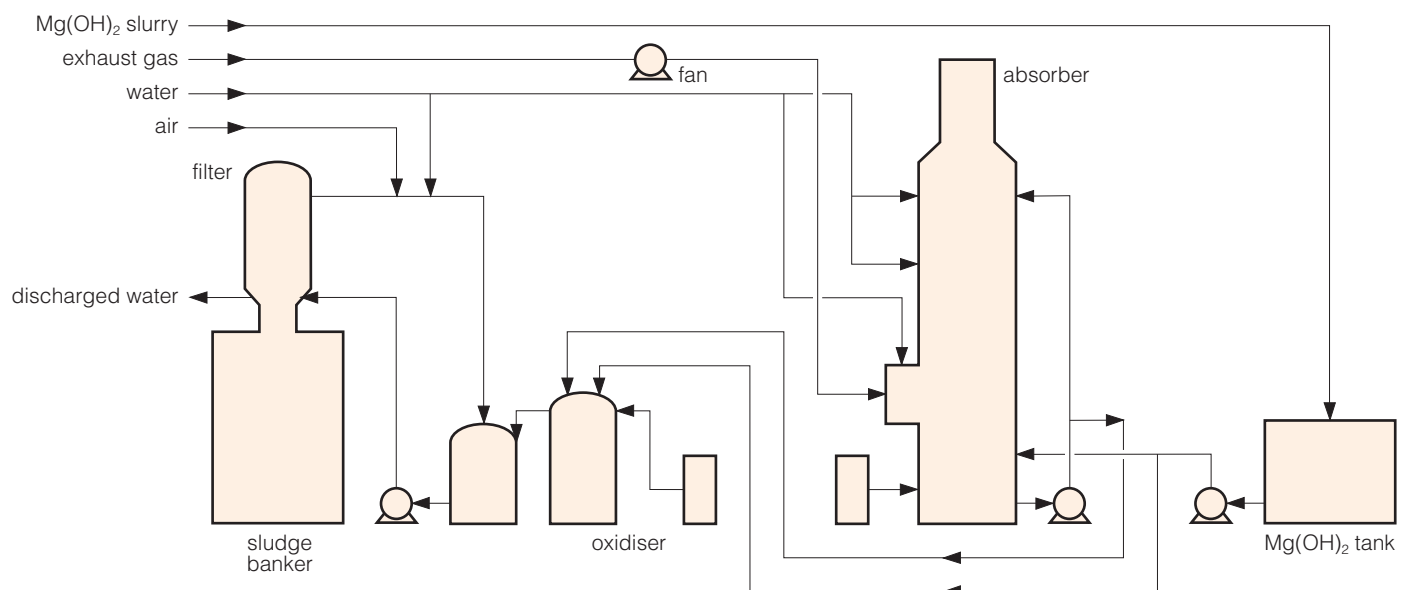 Mg(OH)₂ slurry
exhaust gas
fan
absorber
water
air
filter
discharged water
sludge
banker
oxidiser
Mg(OH)₂ tank